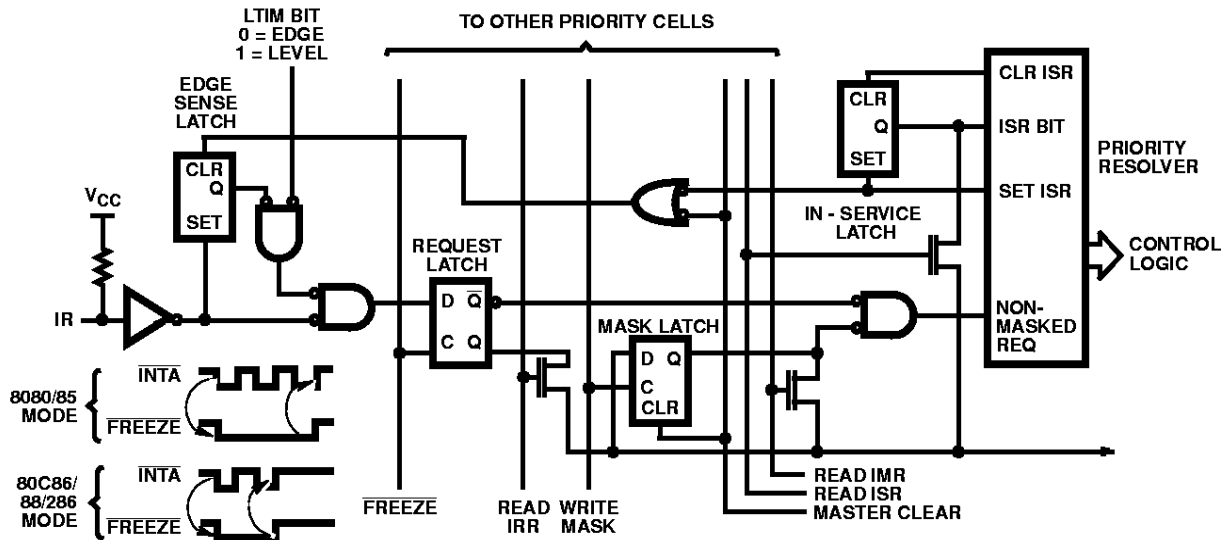 LTIM BIT
0 = EDGE
1 = LEVEL
TO OTHER PRIORITY CELLS
EDGE
SENSE
LATCH
CLR
Q
SET
VCC
IR
REQUEST
LATCH
D Q
C Q
MASK LATCH
D Q
C
CLR
CLR
Q
SET
IN - SERVICE
LATCH
CLR ISR
ISR BIT
SET ISR
NON-
MASKED
REQ
PRIORITY
RESOLVER
CONTROL
LOGIC
8080/85
MODE
INTA
FREEZE
80C86/
88/286
MODE
INTA
FREEZE
FREEZE
READ
IRR
WRITE
MASK
READ IMR
READ ISR
MASTER CLEAR